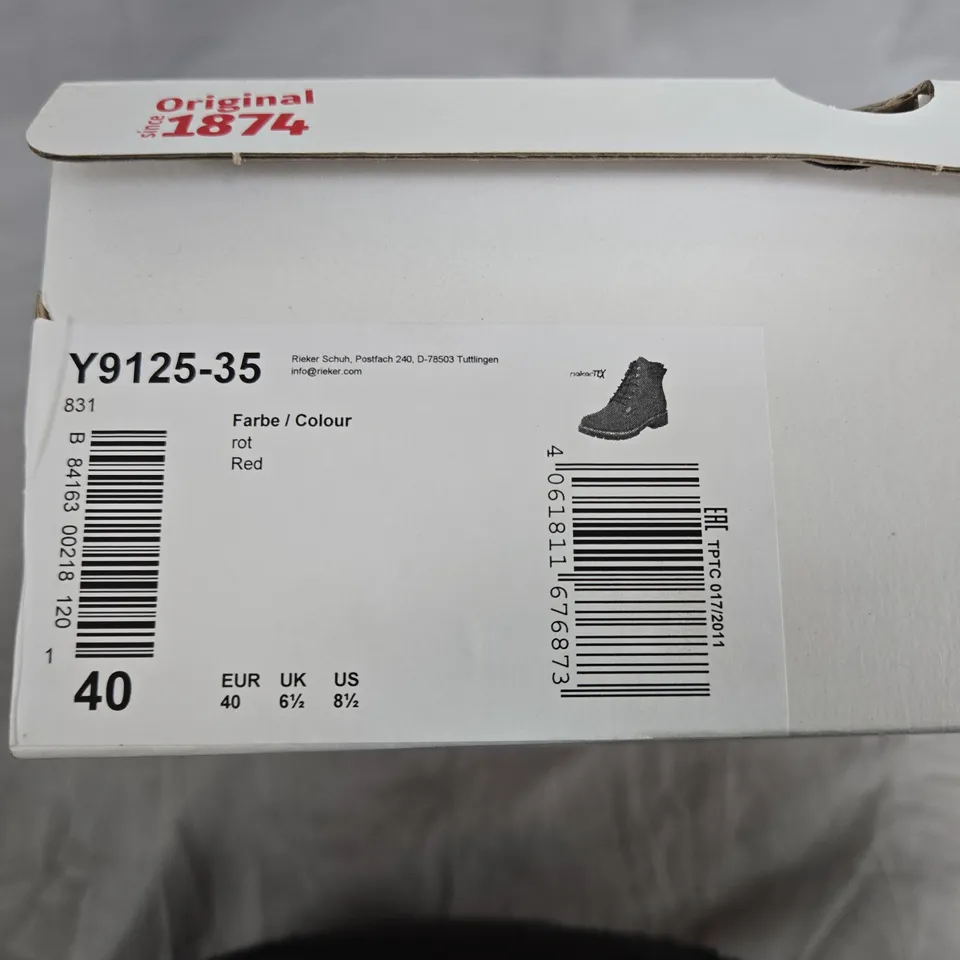 Original
since 1874
Y9125-35
Rieker Schuh, Postfach 240, D-78503 Tuttlingen
info@rieker.com
831
Farbe / Colour
rot
Red
B 84163 00218 120
1
riekerTEX
4 061811 676873
EAC TPTC 017/2011
40
EUR UK US
40 6½ 8½